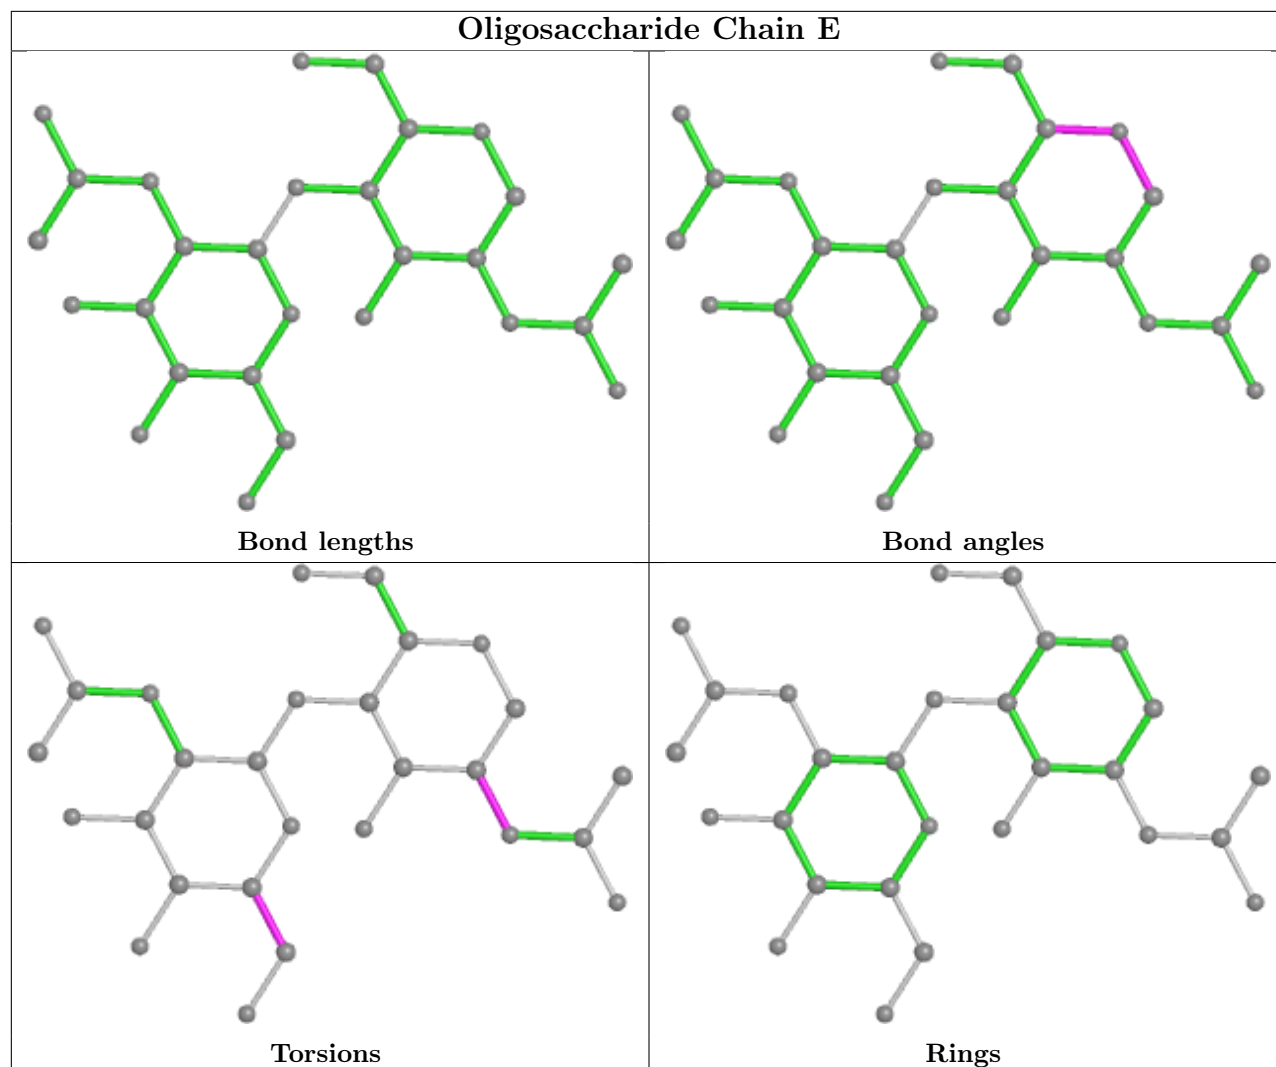 Oligosaccharide Chain E
Bond lengths
Bond angles
Torsions
Rings